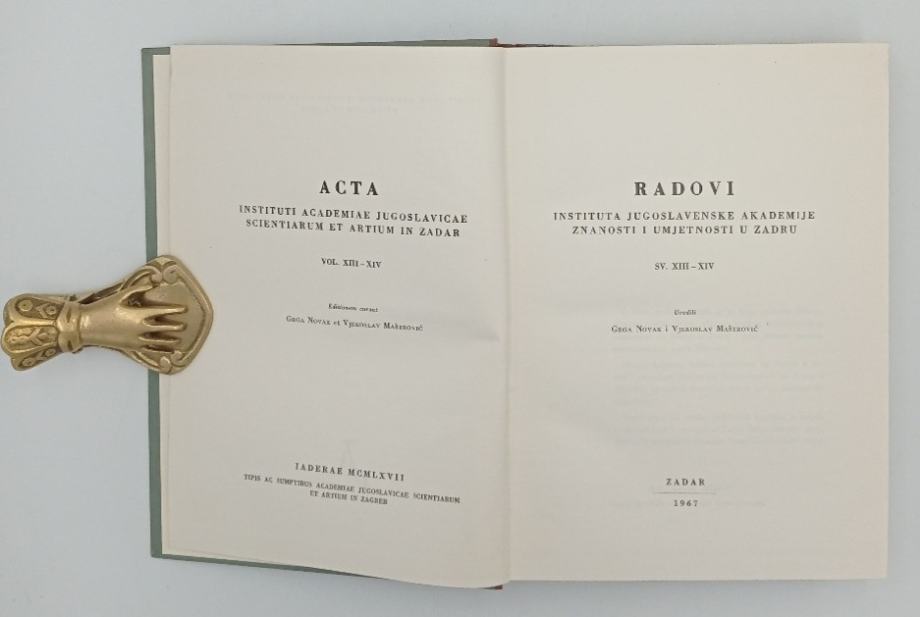 ACTA
INSTITUTI ACADEMIAE JUGOSLAVICAE
SCIENTIARUM ET ARTIUM IN ZADAR
VOL. XIII–XIV
Editionem curant
GRGA NOVAK et VJEKOSLAV MAŠTROVIĆ
IADERAE MCMLXVII
TIPIS AC SUMPTIBUS ACADEMIAE JUGOSLAVICAE SCIENTIARUM
ET ARTIUM IN ZAGREB
RADOVI
INSTITUTA JUGOSLAVENSKE AKADEMIJE
ZNANOSTI I UMJETNOSTI U ZADRU
SV. XIII–XIV
Uredili
GRGA NOVAK i VJEKOSLAV MAŠTROVIĆ
ZADAR
1967